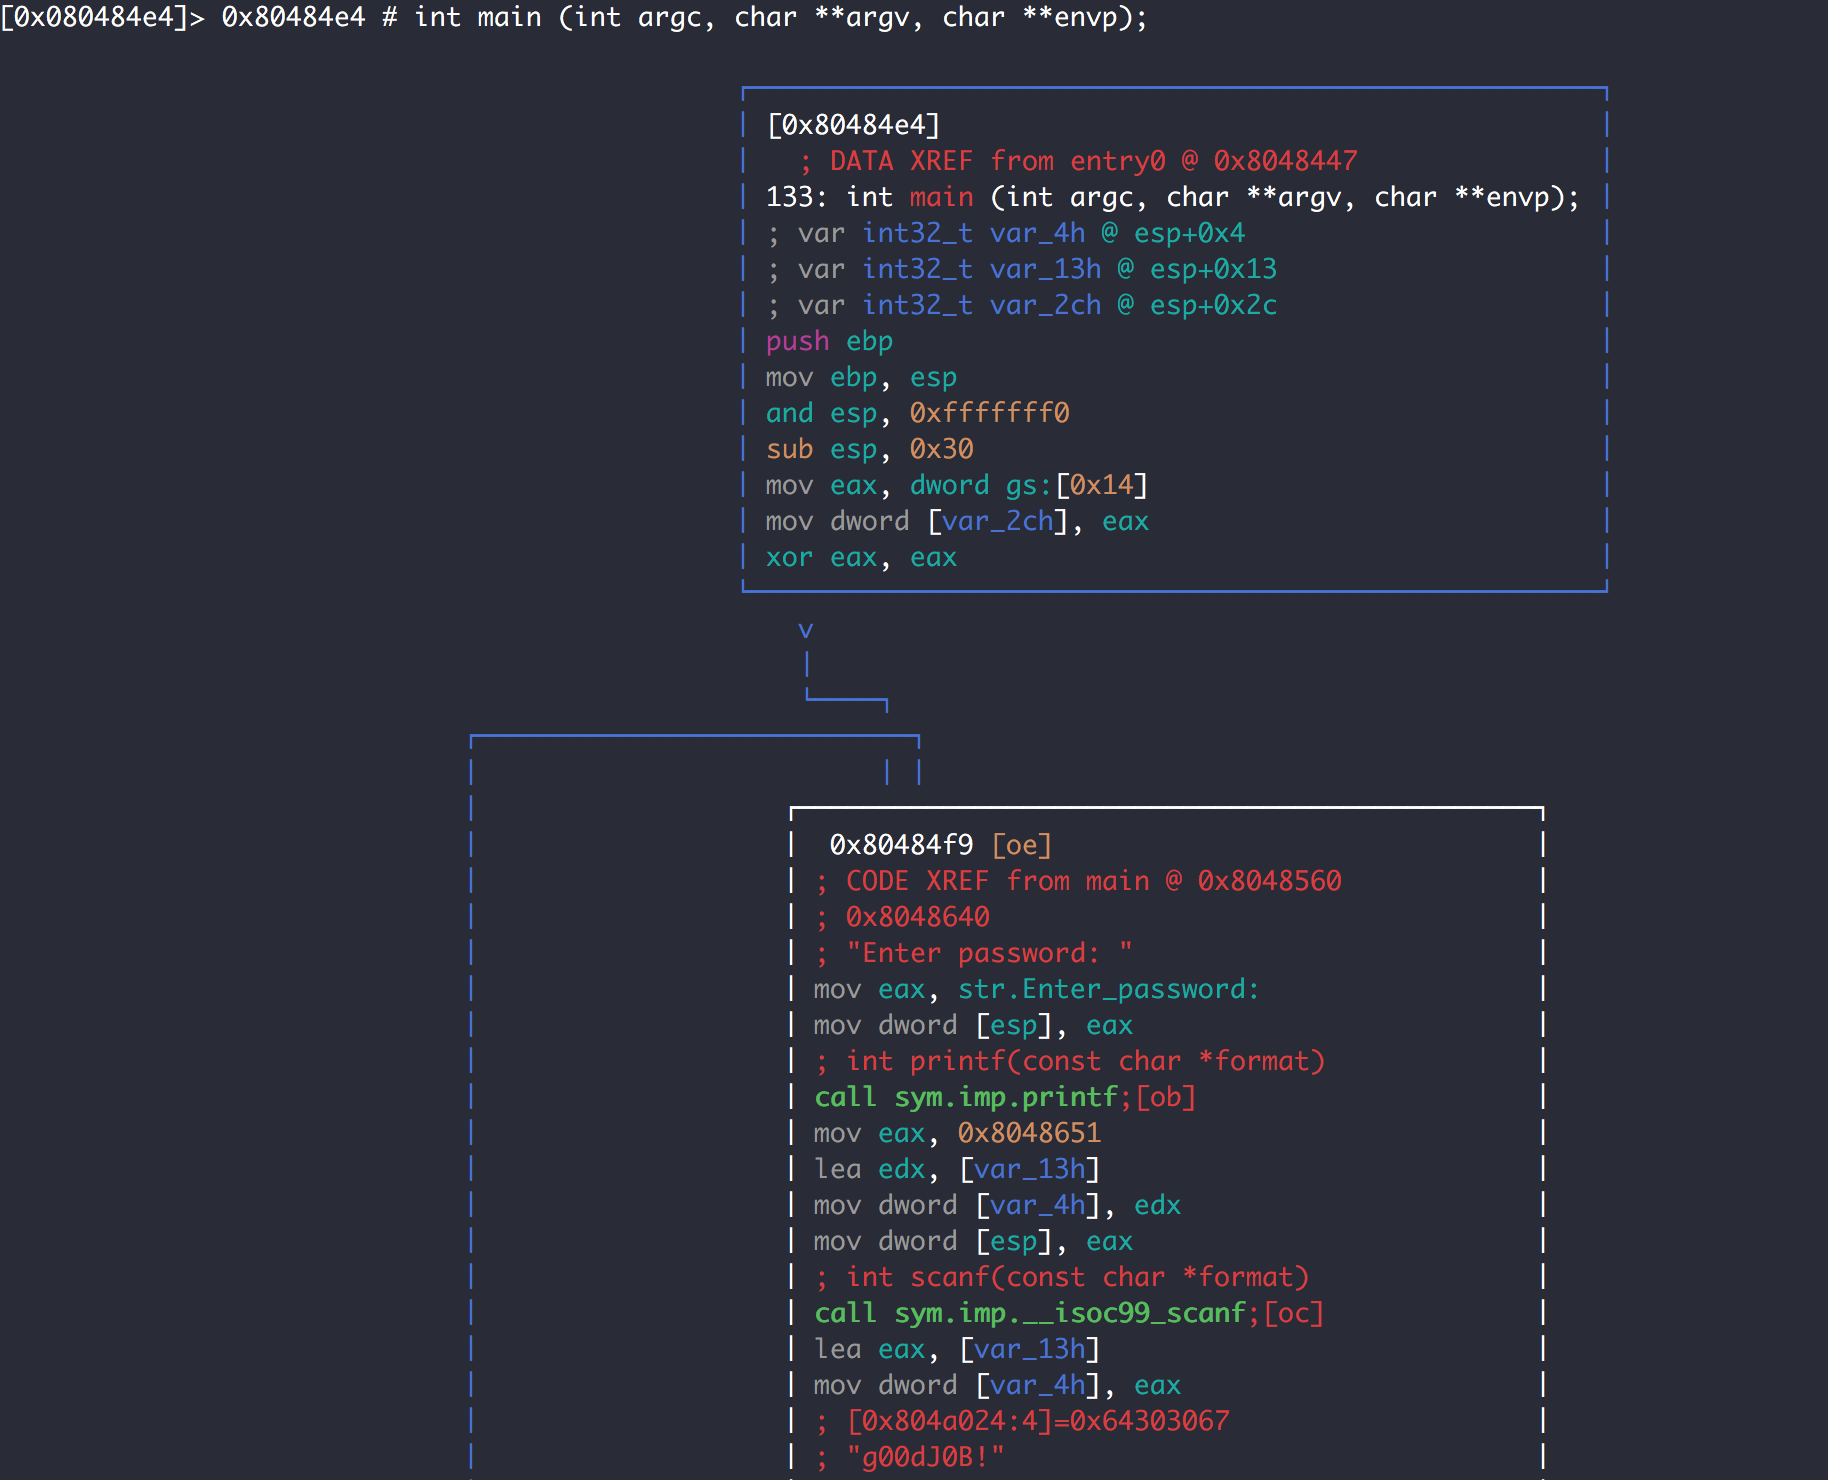 [0x080484e4]> 0x80484e4 # int main (int argc, char **argv, char **envp);
[0x80484e4]
; DATA XREF from entry0 @ 0x8048447
133: int main (int argc, char **argv, char **envp);
; var int32_t var_4h @ esp+0x4
; var int32_t var_13h @ esp+0x13
; var int32_t var_2ch @ esp+0x2c
push ebp
mov ebp, esp
and esp, 0xfffffff0
sub esp, 0x30
mov eax, dword gs:[0x14]
mov dword [var_2ch], eax
xor eax, eax
v
0x80484f9 [oe]
; CODE XREF from main @ 0x8048560
; 0x8048640
; "Enter password: "
mov eax, str.Enter_password:
mov dword [esp], eax
; int printf(const char *format)
call sym.imp.printf;[ob]
mov eax, 0x8048651
lea edx, [var_13h]
mov dword [var_4h], edx
mov dword [esp], eax
; int scanf(const char *format)
call sym.imp.__isoc99_scanf;[oc]
lea eax, [var_13h]
mov dword [var_4h], eax
; [0x804a024:4]=0x64303067
; "g00dJ0B!"